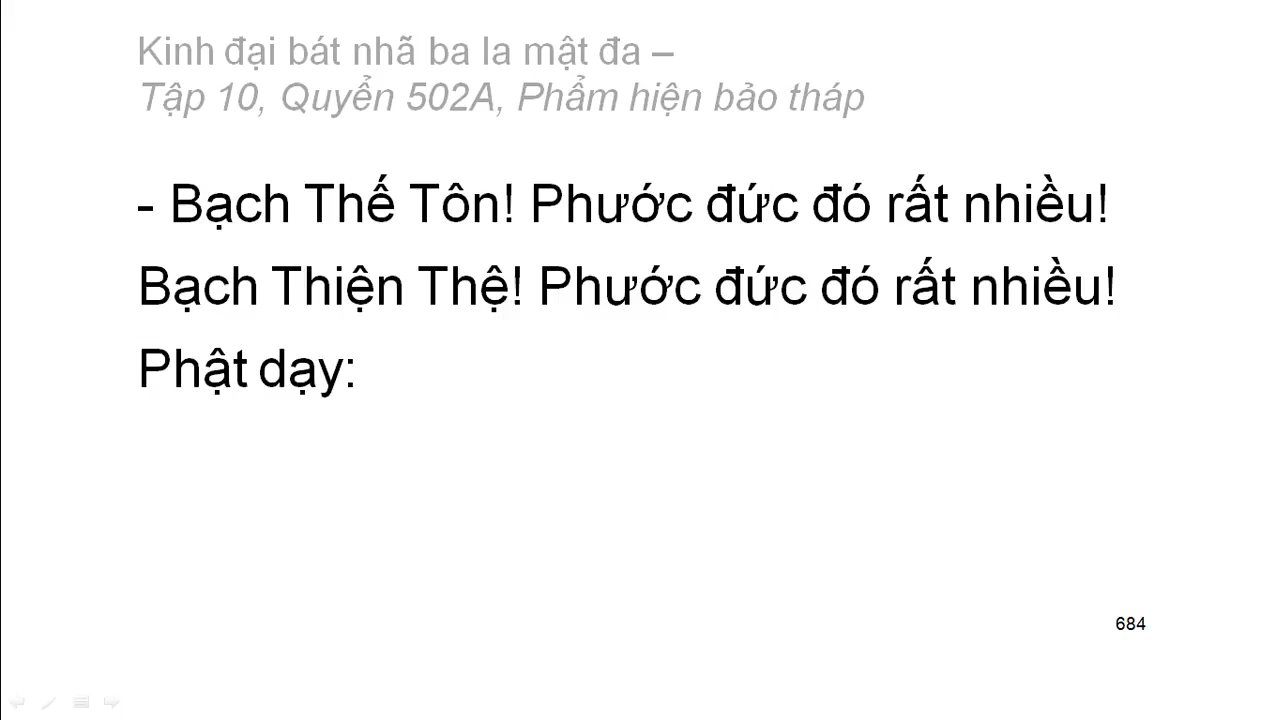 Kinh đại bát nhã ba la mật đa –
Tập 10, Quyển 502A, Phẩm hiện bảo tháp
- Bạch Thế Tôn! Phước đức đó rất nhiều!
Bạch Thiện Thệ! Phước đức đó rất nhiều!
Phật dạy:
684